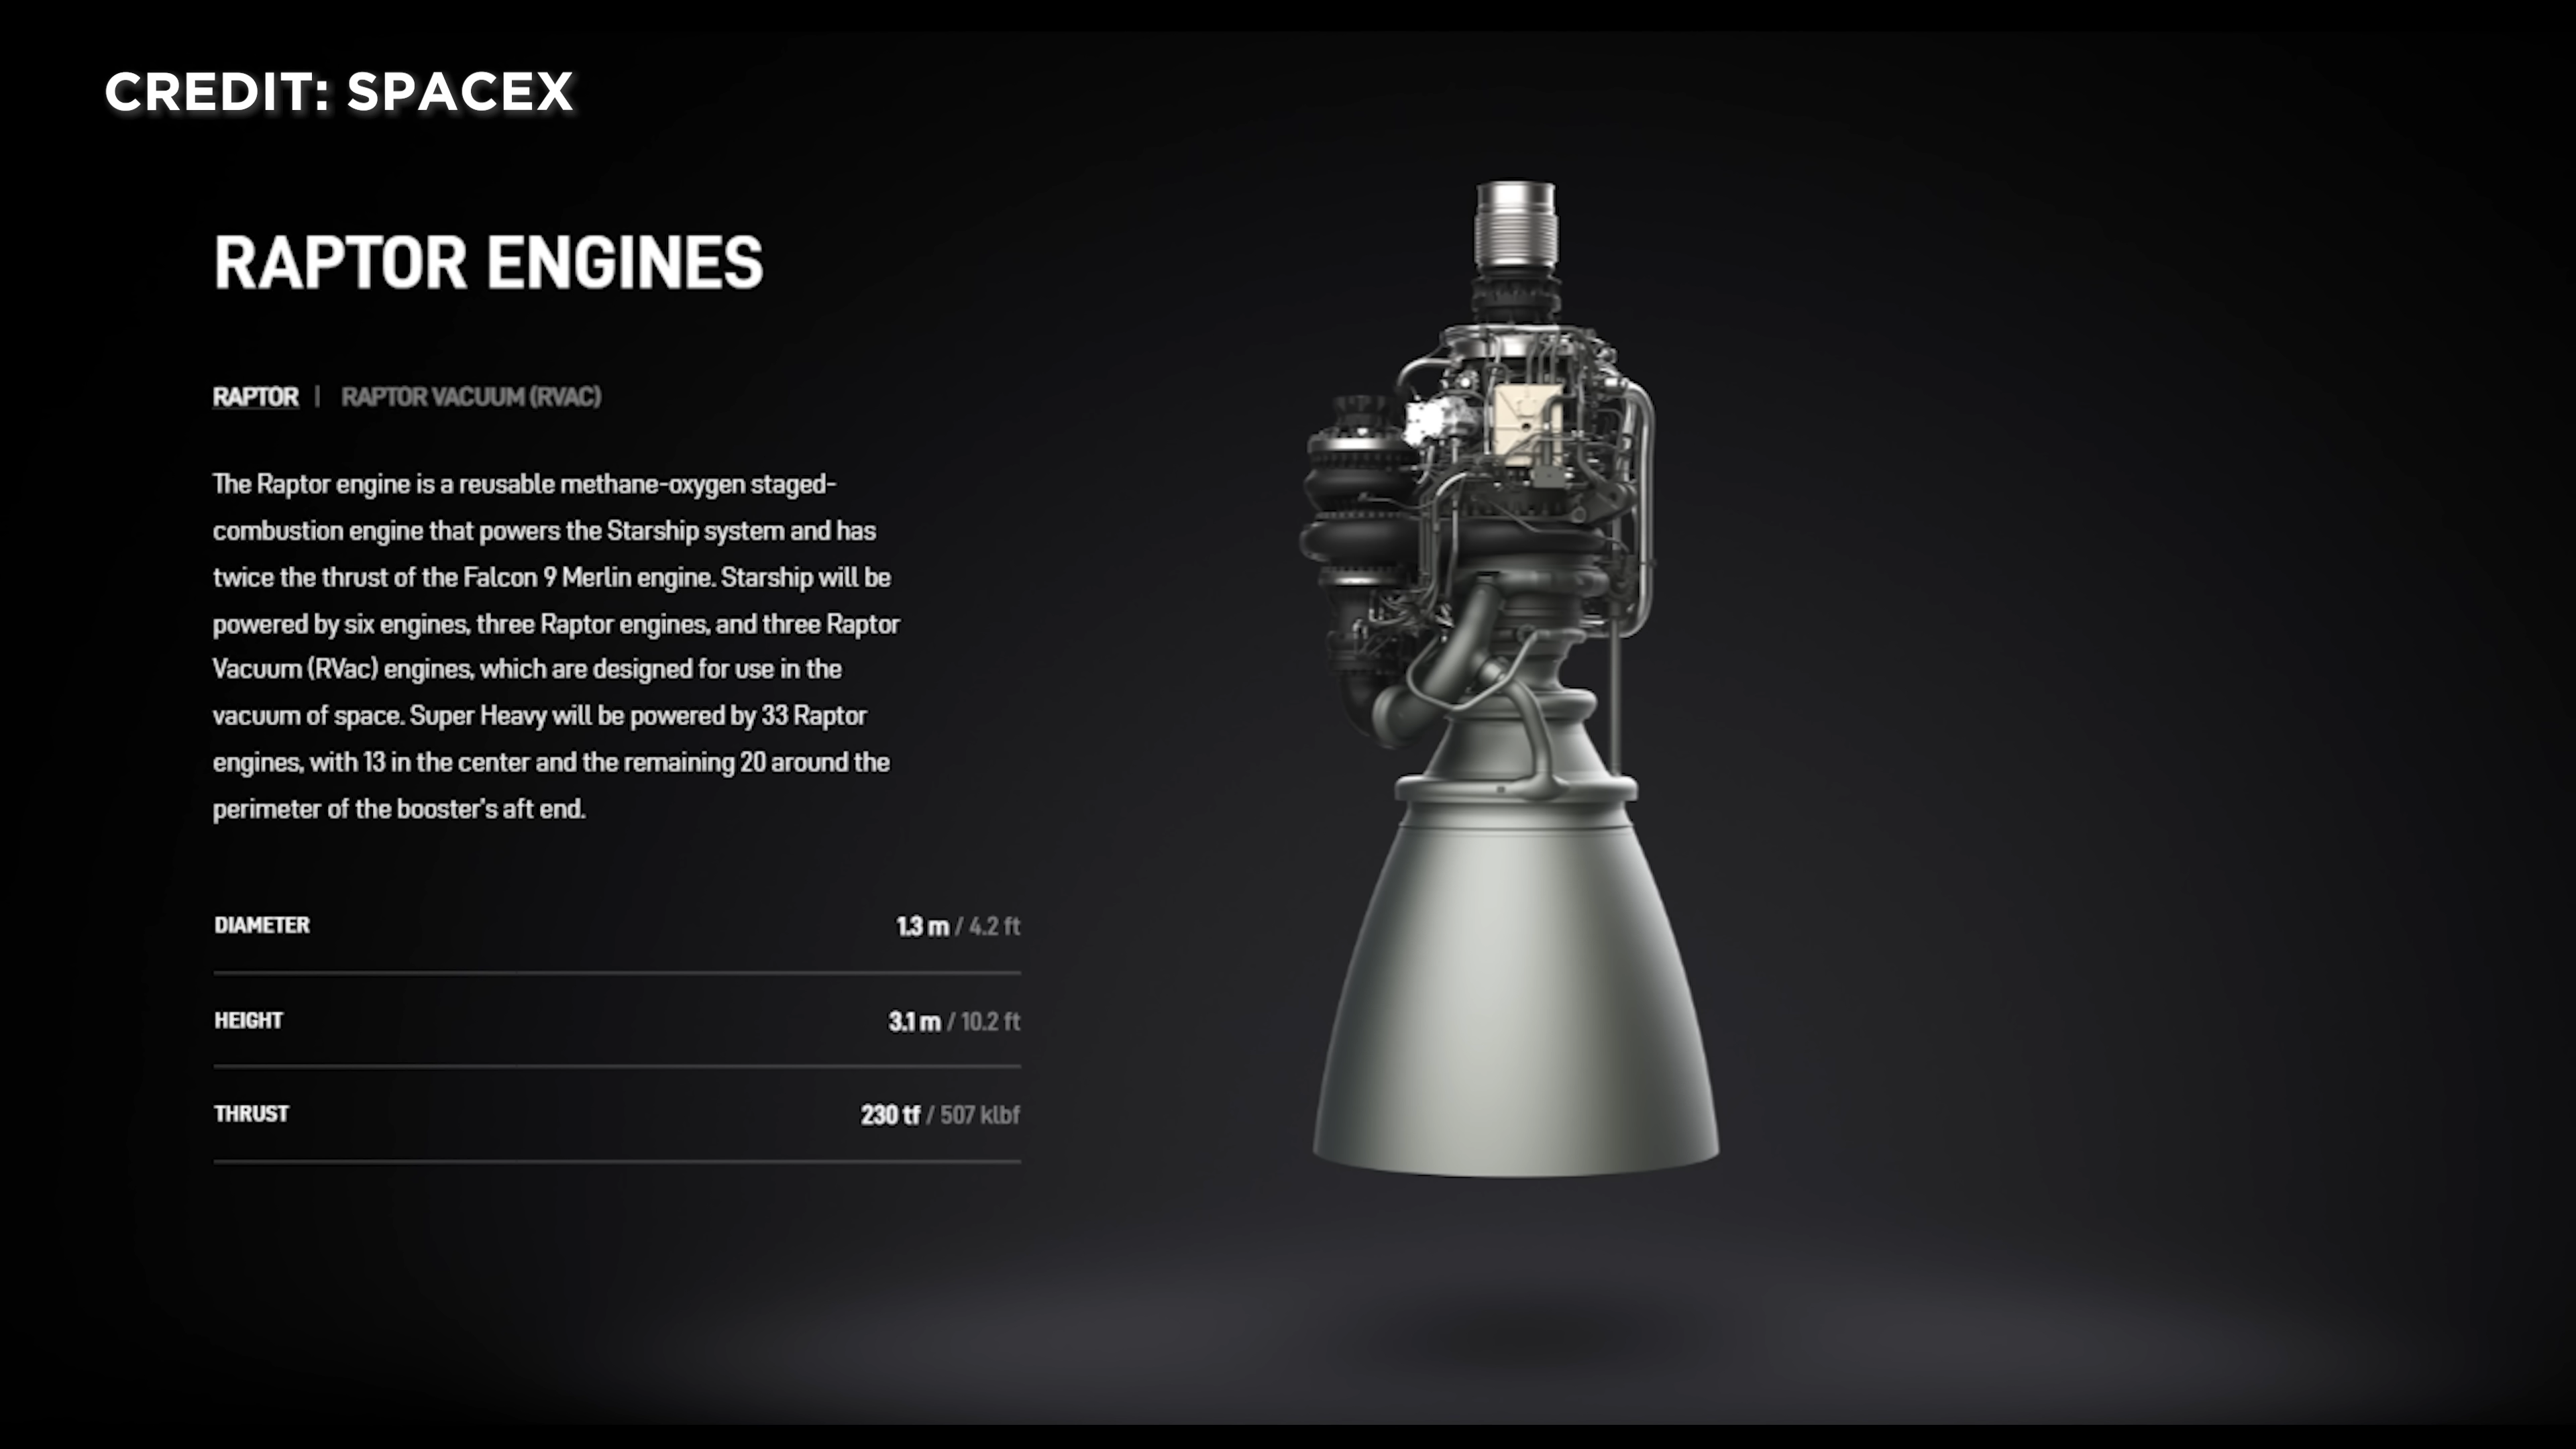 CREDIT: SPACEX
RAPTOR ENGINES
RAPTOR | RAPTOR VACUUM (RVAC)
The Raptor engine is a reusable methane-oxygen staged-
combustion engine that powers the Starship system and has
twice the thrust of the Falcon 9 Merlin engine. Starship will be
powered by six engines, three Raptor engines, and three Raptor
Vacuum (RVac) engines, which are designed for use in the
vacuum of space. Super Heavy will be powered by 33 Raptor
engines, with 13 in the center and the remaining 20 around the
perimeter of the booster's aft end.
DIAMETER 1.3 m / 4.2 ft
HEIGHT 3.1 m / 10.2 ft
THRUST 230 tf / 507 klbf